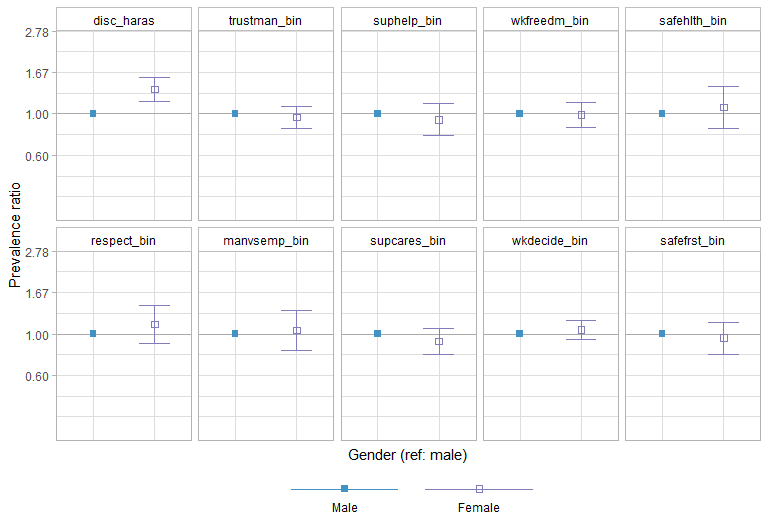 disc_haras trustman_bin suphelp_bin wkfreedm_bin safehlth_bin
2.78
1.67
1.00
0.60
respect_bin manvsemp_bin supcares_bin wkdecide_bin safefrst_bin
2.78
1.67
1.00
0.60
Prevalence ratio
Gender (ref: male)
Male Female